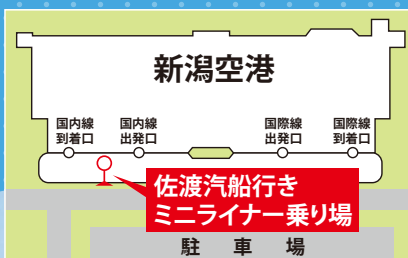 新潟空港
国内線
到着口
国内線
出発口
国際線
出発口
国際線
到着口
佐渡汽船行き
ミニライナー乗り場
駐車場